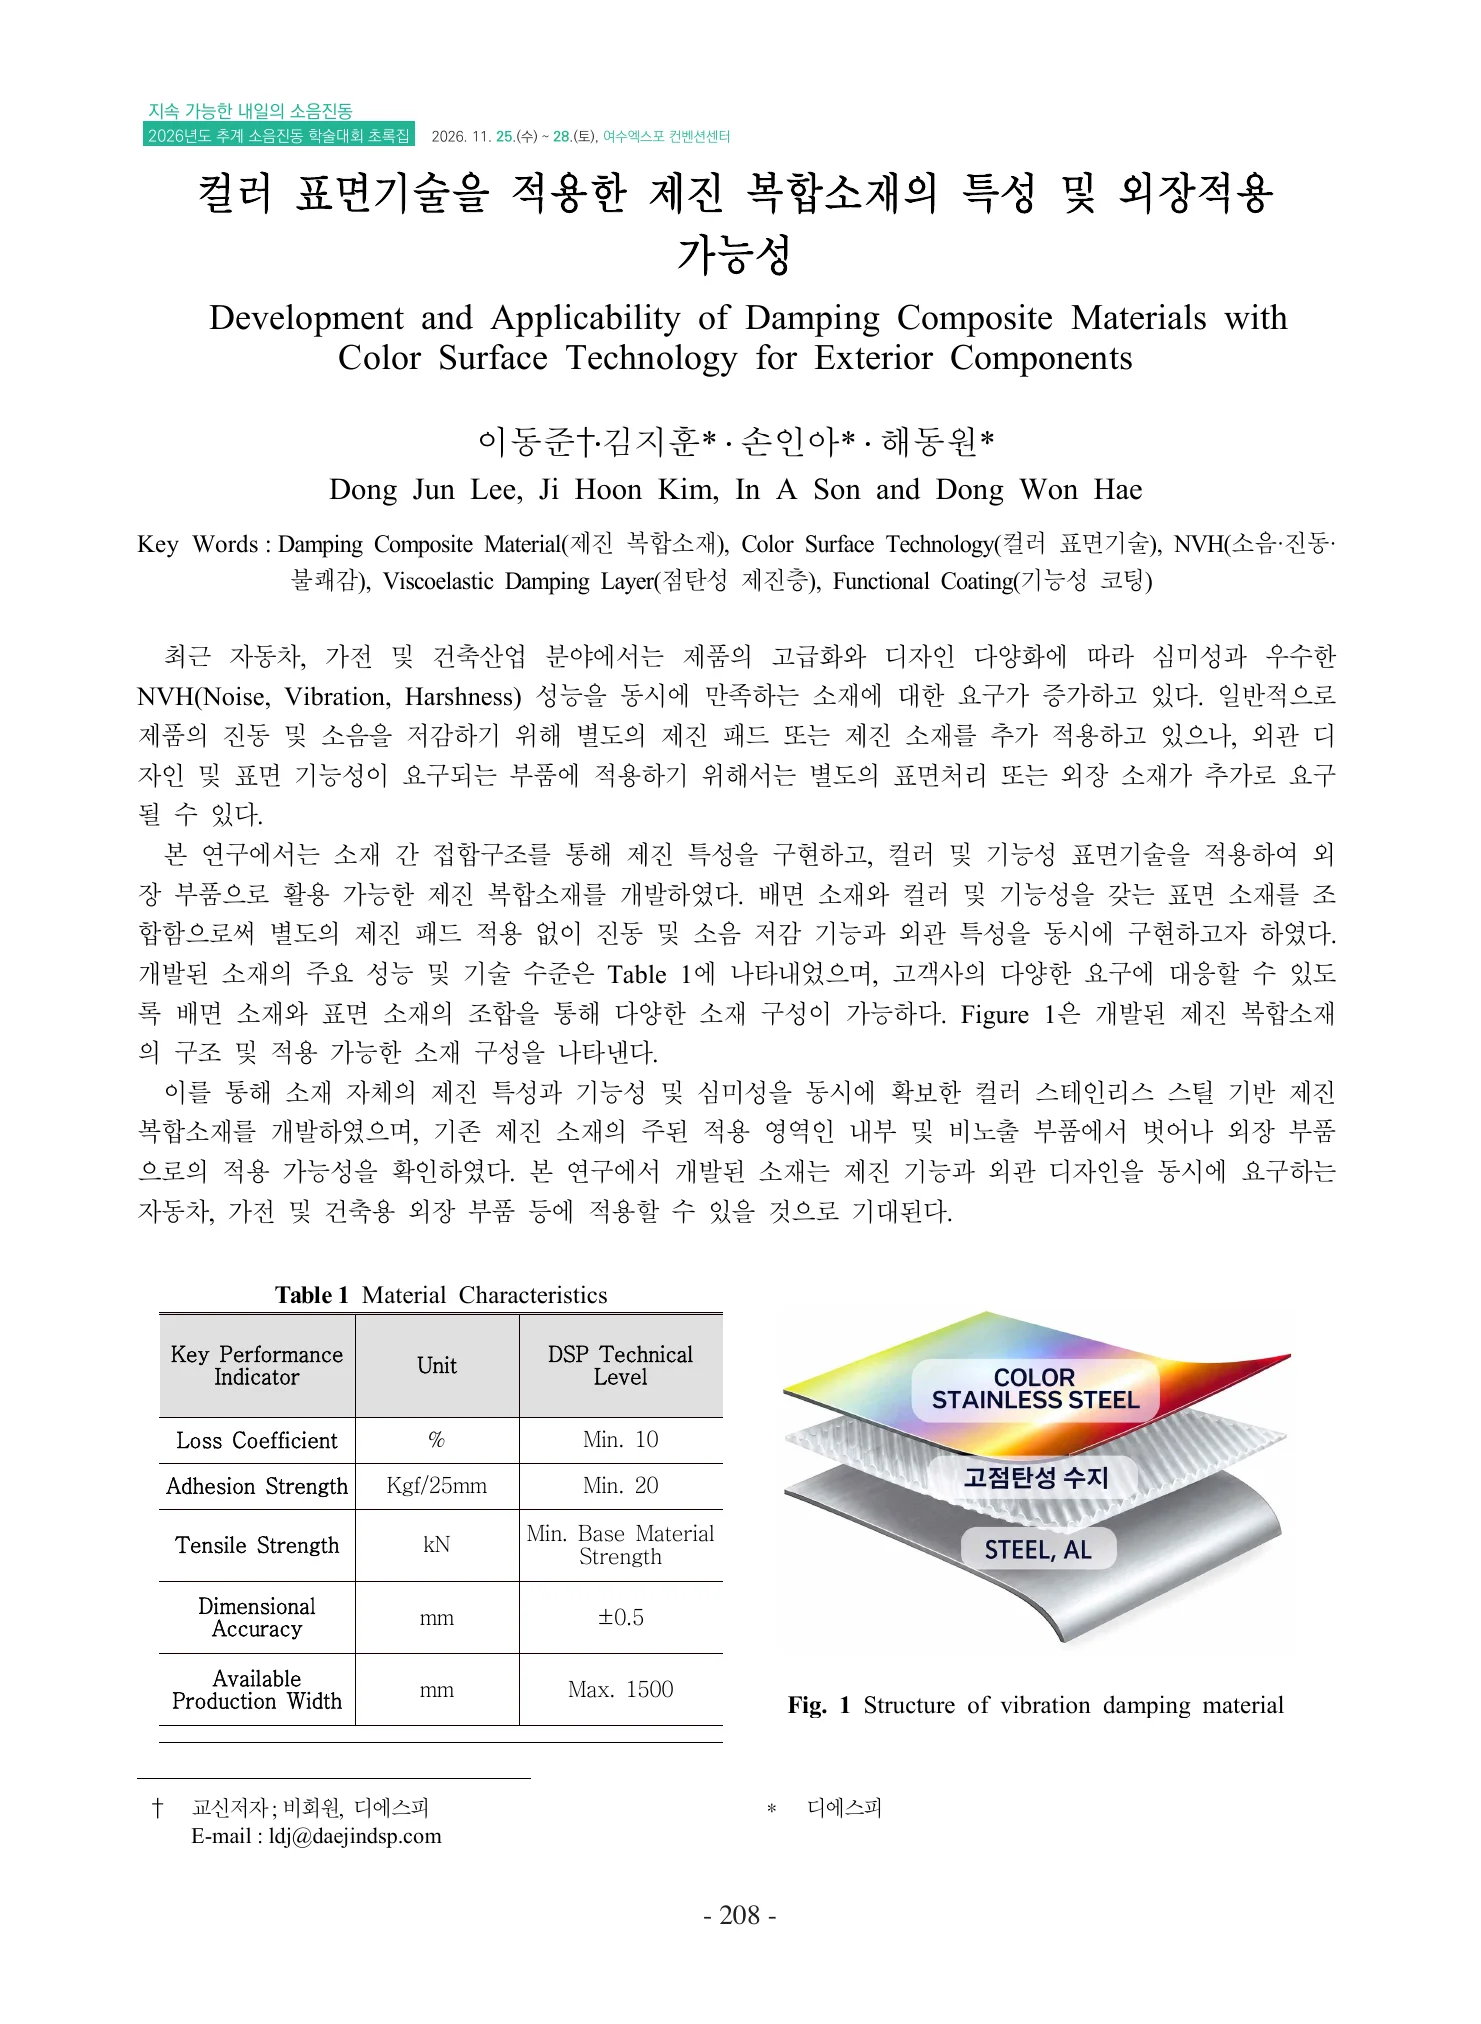 지속 가능한 내일의 소음진동
2026년도 추계 소음진동 학술대회 초록집 2026. 11. 25.(수) ~ 28.(토), 여수엑스포 컨벤션센터
컬러 표면기술을 적용한 제진 복합소재의 특성 및 외장적용
가능성
Development and Applicability of Damping Composite Materials with
Color Surface Technology for Exterior Components
이동준†·김지훈* · 손인아* · 해동원*
Dong Jun Lee, Ji Hoon Kim, In A Son and Dong Won Hae
Key Words : Damping Composite Material(제진 복합소재), Color Surface Technology(컬러 표면기술), NVH(소음·진동·
불쾌감), Viscoelastic Damping Layer(점탄성 제진층), Functional Coating(기능성 코팅)
최근 자동차, 가전 및 건축산업 분야에서는 제품의 고급화와 디자인 다양화에 따라 심미성과 우수한
NVH(Noise, Vibration, Harshness) 성능을 동시에 만족하는 소재에 대한 요구가 증가하고 있다. 일반적으로
제품의 진동 및 소음을 저감하기 위해 별도의 제진 패드 또는 제진 소재를 추가 적용하고 있으나, 외관 디
자인 및 표면 기능성이 요구되는 부품에 적용하기 위해서는 별도의 표면처리 또는 외장 소재가 추가로 요구
될 수 있다.
본 연구에서는 소재 간 접합구조를 통해 제진 특성을 구현하고, 컬러 및 기능성 표면기술을 적용하여 외
장 부품으로 활용 가능한 제진 복합소재를 개발하였다. 배면 소재와 컬러 및 기능성을 갖는 표면 소재를 조
합함으로써 별도의 제진 패드 적용 없이 진동 및 소음 저감 기능과 외관 특성을 동시에 구현하고자 하였다.
개발된 소재의 주요 성능 및 기술 수준은 Table 1에 나타내었으며, 고객사의 다양한 요구에 대응할 수 있도
록 배면 소재와 표면 소재의 조합을 통해 다양한 소재 구성이 가능하다. Figure 1은 개발된 제진 복합소재
의 구조 및 적용 가능한 소재 구성을 나타낸다.
이를 통해 소재 자체의 제진 특성과 기능성 및 심미성을 동시에 확보한 컬러 스테인리스 스틸 기반 제진
복합소재를 개발하였으며, 기존 제진 소재의 주된 적용 영역인 내부 및 비노출 부품에서 벗어나 외장 부품
으로의 적용 가능성을 확인하였다. 본 연구에서 개발된 소재는 제진 기능과 외관 디자인을 동시에 요구하는
자동차, 가전 및 건축용 외장 부품 등에 적용할 수 있을 것으로 기대된다.
Table 1 Material Characteristics
Key Performance
Indicator
Unit
DSP Technical
Level
Loss Coefficient % Min. 10
Adhesion Strength Kgf/25mm Min. 20
Tensile Strength kN
Min. Base Material
Strength
Dimensional
Accuracy
mm ±0.5
Available
Production Width
mm Max. 1500
COLOR
STAINLESS STEEL
고점탄성 수지
STEEL, AL
Fig. 1 Structure of vibration damping material
† 교신저자; 비회원, 디에스피
E-mail : ldj@daejindsp.com
* 디에스피
- 208 -